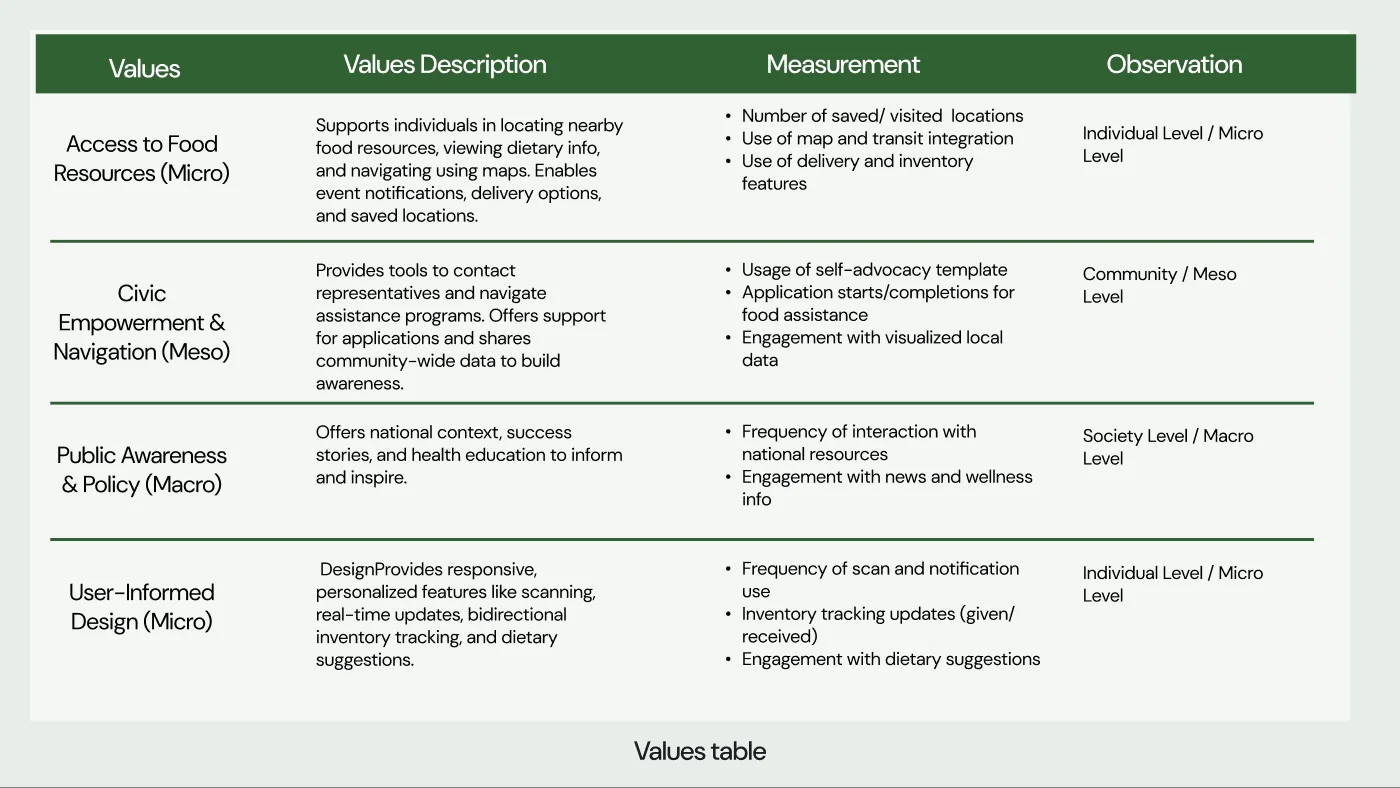 Values
Values Description
Measurement
Observation
Access to Food
Resources (Micro)
Supports individuals in locating nearby
food resources, viewing dietary info,
and navigating using maps. Enables
event notifications, delivery options,
and saved locations.
• Number of saved/ visited  locations
• Use of map and transit integration
• Use of delivery and inventory
features
Individual Level / Micro
Level
Civic
Empowerment &
Navigation (Meso)
Provides tools to contact
representatives and navigate
assistance programs. Offers support
for applications and shares
community-wide data to build
awareness.
• Usage of self-advocacy template
• Application starts/completions for
food assistance
• Engagement with visualized local
data
Community / Meso
Level
Public Awareness
& Policy (Macro)
Offers national context, success
stories, and health education to inform
and inspire.
• Frequency of interaction with
national resources
• Engagement with news and wellness
info
Society Level / Macro
Level
User-Informed
Design (Micro)
DesignProvides responsive,
personalized features like scanning,
real-time updates, bidirectional
inventory tracking, and dietary
suggestions.
• Frequency of scan and notification
use
• Inventory tracking updates (given/
received)
• Engagement with dietary suggestions
Individual Level / Micro
Level
Values table